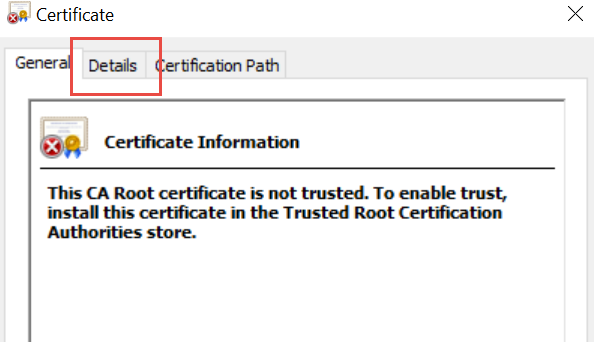 Certificate
General Details Certification Path
Certificate Information
This CA Root certificate is not trusted. To enable trust,
install this certificate in the Trusted Root Certification
Authorities store.